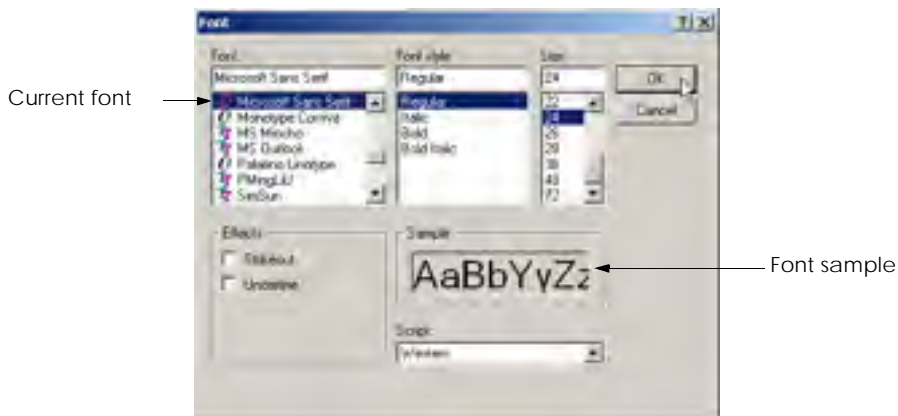 Font
Font:
Font style:
Size:
Microsoft Sans Serif
Regular
24
OK
Cancel
Current font
Microsoft Sans Serif
Monotype Corsiva
MS Mincho
MS Outlook
Palatino Linotype
PMingLiU
SimSun
Regular
Italic
Bold
Bold Italic
22
24
26
28
36
48
72
Effects
Strikeout
Underline
Sample
AaBbYyZz
Font sample
Script:
Western